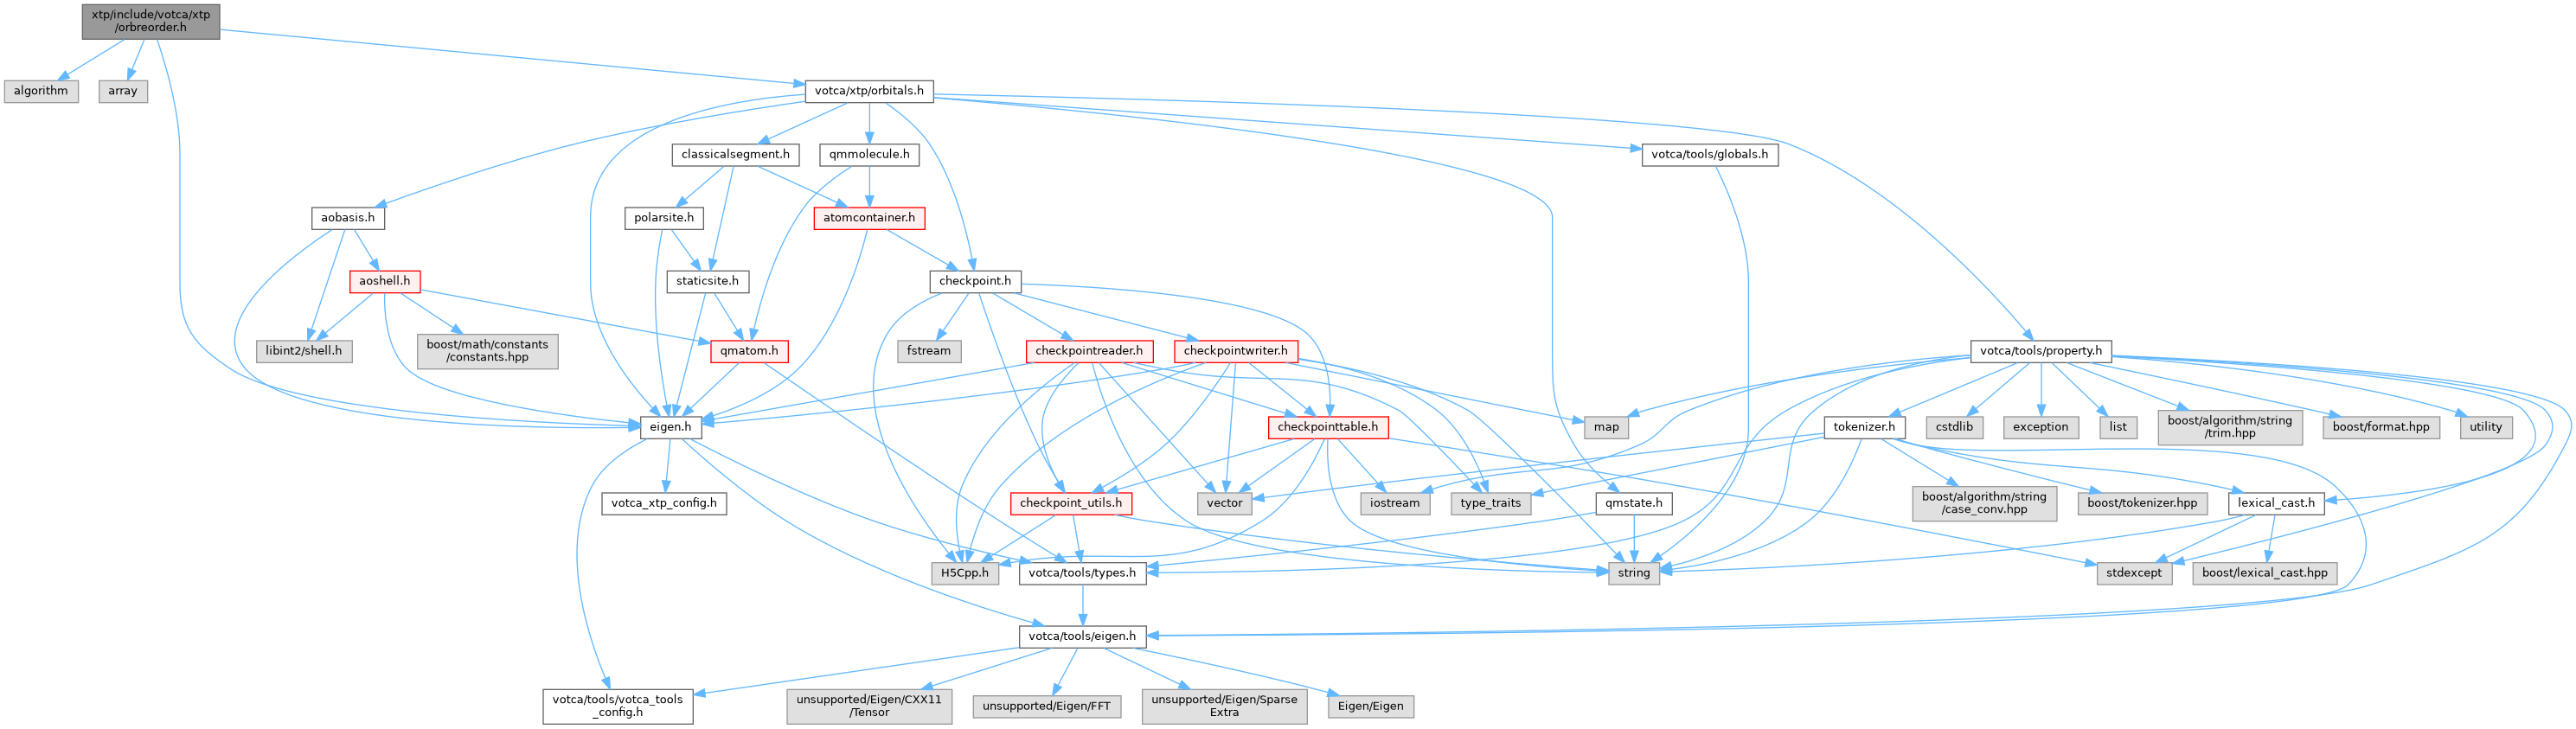 xtp/include/votca/xtp
/orbreorder.h
algorithm
array
votca/xtp/orbitals.h
classicalsegment.h
qmmolecule.h
votca/tools/globals.h
aobasis.h
polarsite.h
atomcontainer.h
aoshell.h
staticsite.h
checkpoint.h
libint2/shell.h
boost/math/constants
/constants.hpp
qmatom.h
fstream
checkpointreader.h
checkpointwriter.h
votca/tools/property.h
eigen.h
checkpointtable.h
map
tokenizer.h
cstdlib
exception
list
boost/algorithm/string
/trim.hpp
boost/format.hpp
utility
votca_xtp_config.h
checkpoint_utils.h
vector
iostream
type_traits
qmstate.h
boost/algorithm/string
/case_conv.hpp
boost/tokenizer.hpp
lexical_cast.h
H5Cpp.h
votca/tools/types.h
string
stdexcept
boost/lexical_cast.hpp
votca/tools/eigen.h
votca/tools/votca_tools
_config.h
unsupported/Eigen/CXX11
/Tensor
unsupported/Eigen/FFT
unsupported/Eigen/Sparse
Extra
Eigen/Eigen